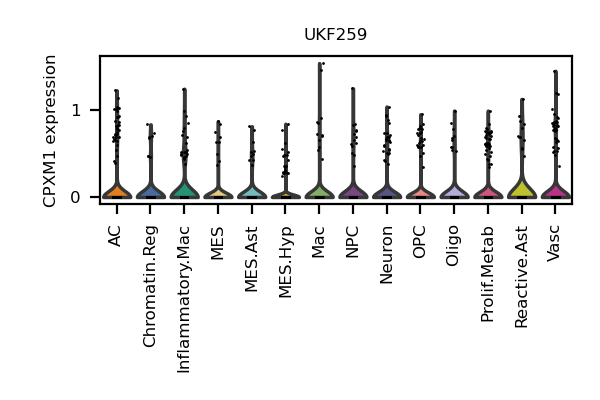 UKF259
CPXM1 expression
1
0
AC
Chromatin.Reg
Inflammatory.Mac
MES
MES.Ast
MES.Hyp
Mac
NPC
Neuron
OPC
Oligo
Prolif.Metab
Reactive.Ast
Vasc